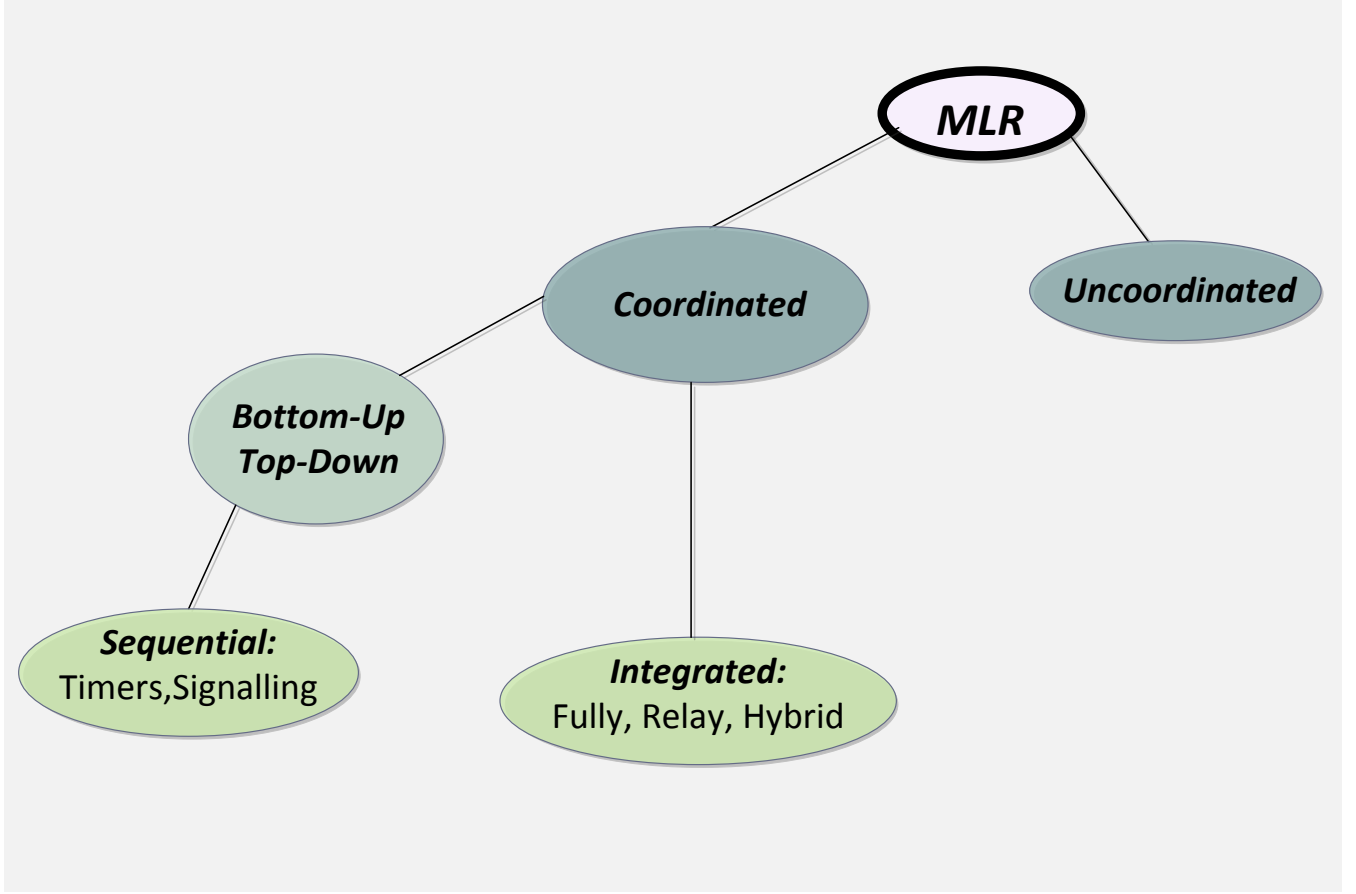 MLR
Coordinated
Uncoordinated
Bottom-Up
Top-Down
Sequential:
Timers,Signalling
Integrated:
Fully, Relay, Hybrid